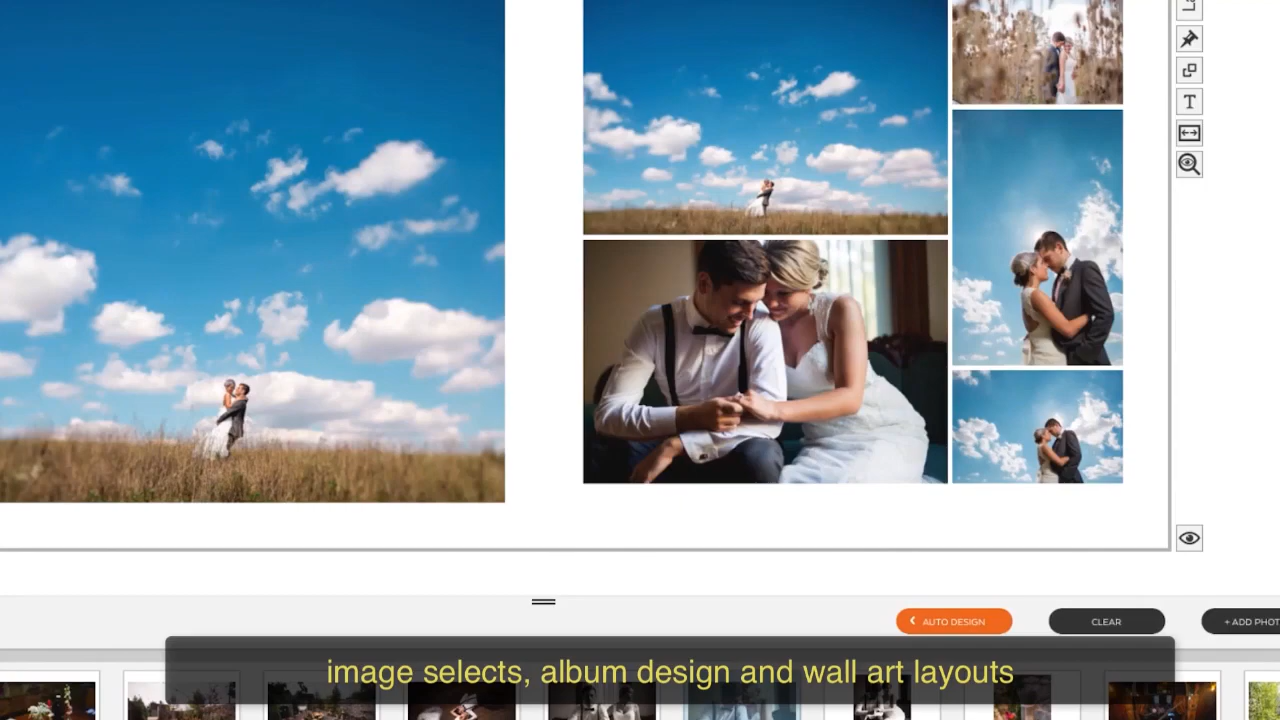 T
AUTO DESIGN
CLEAR
+ ADD PHOT
image selects, album design and wall art layouts